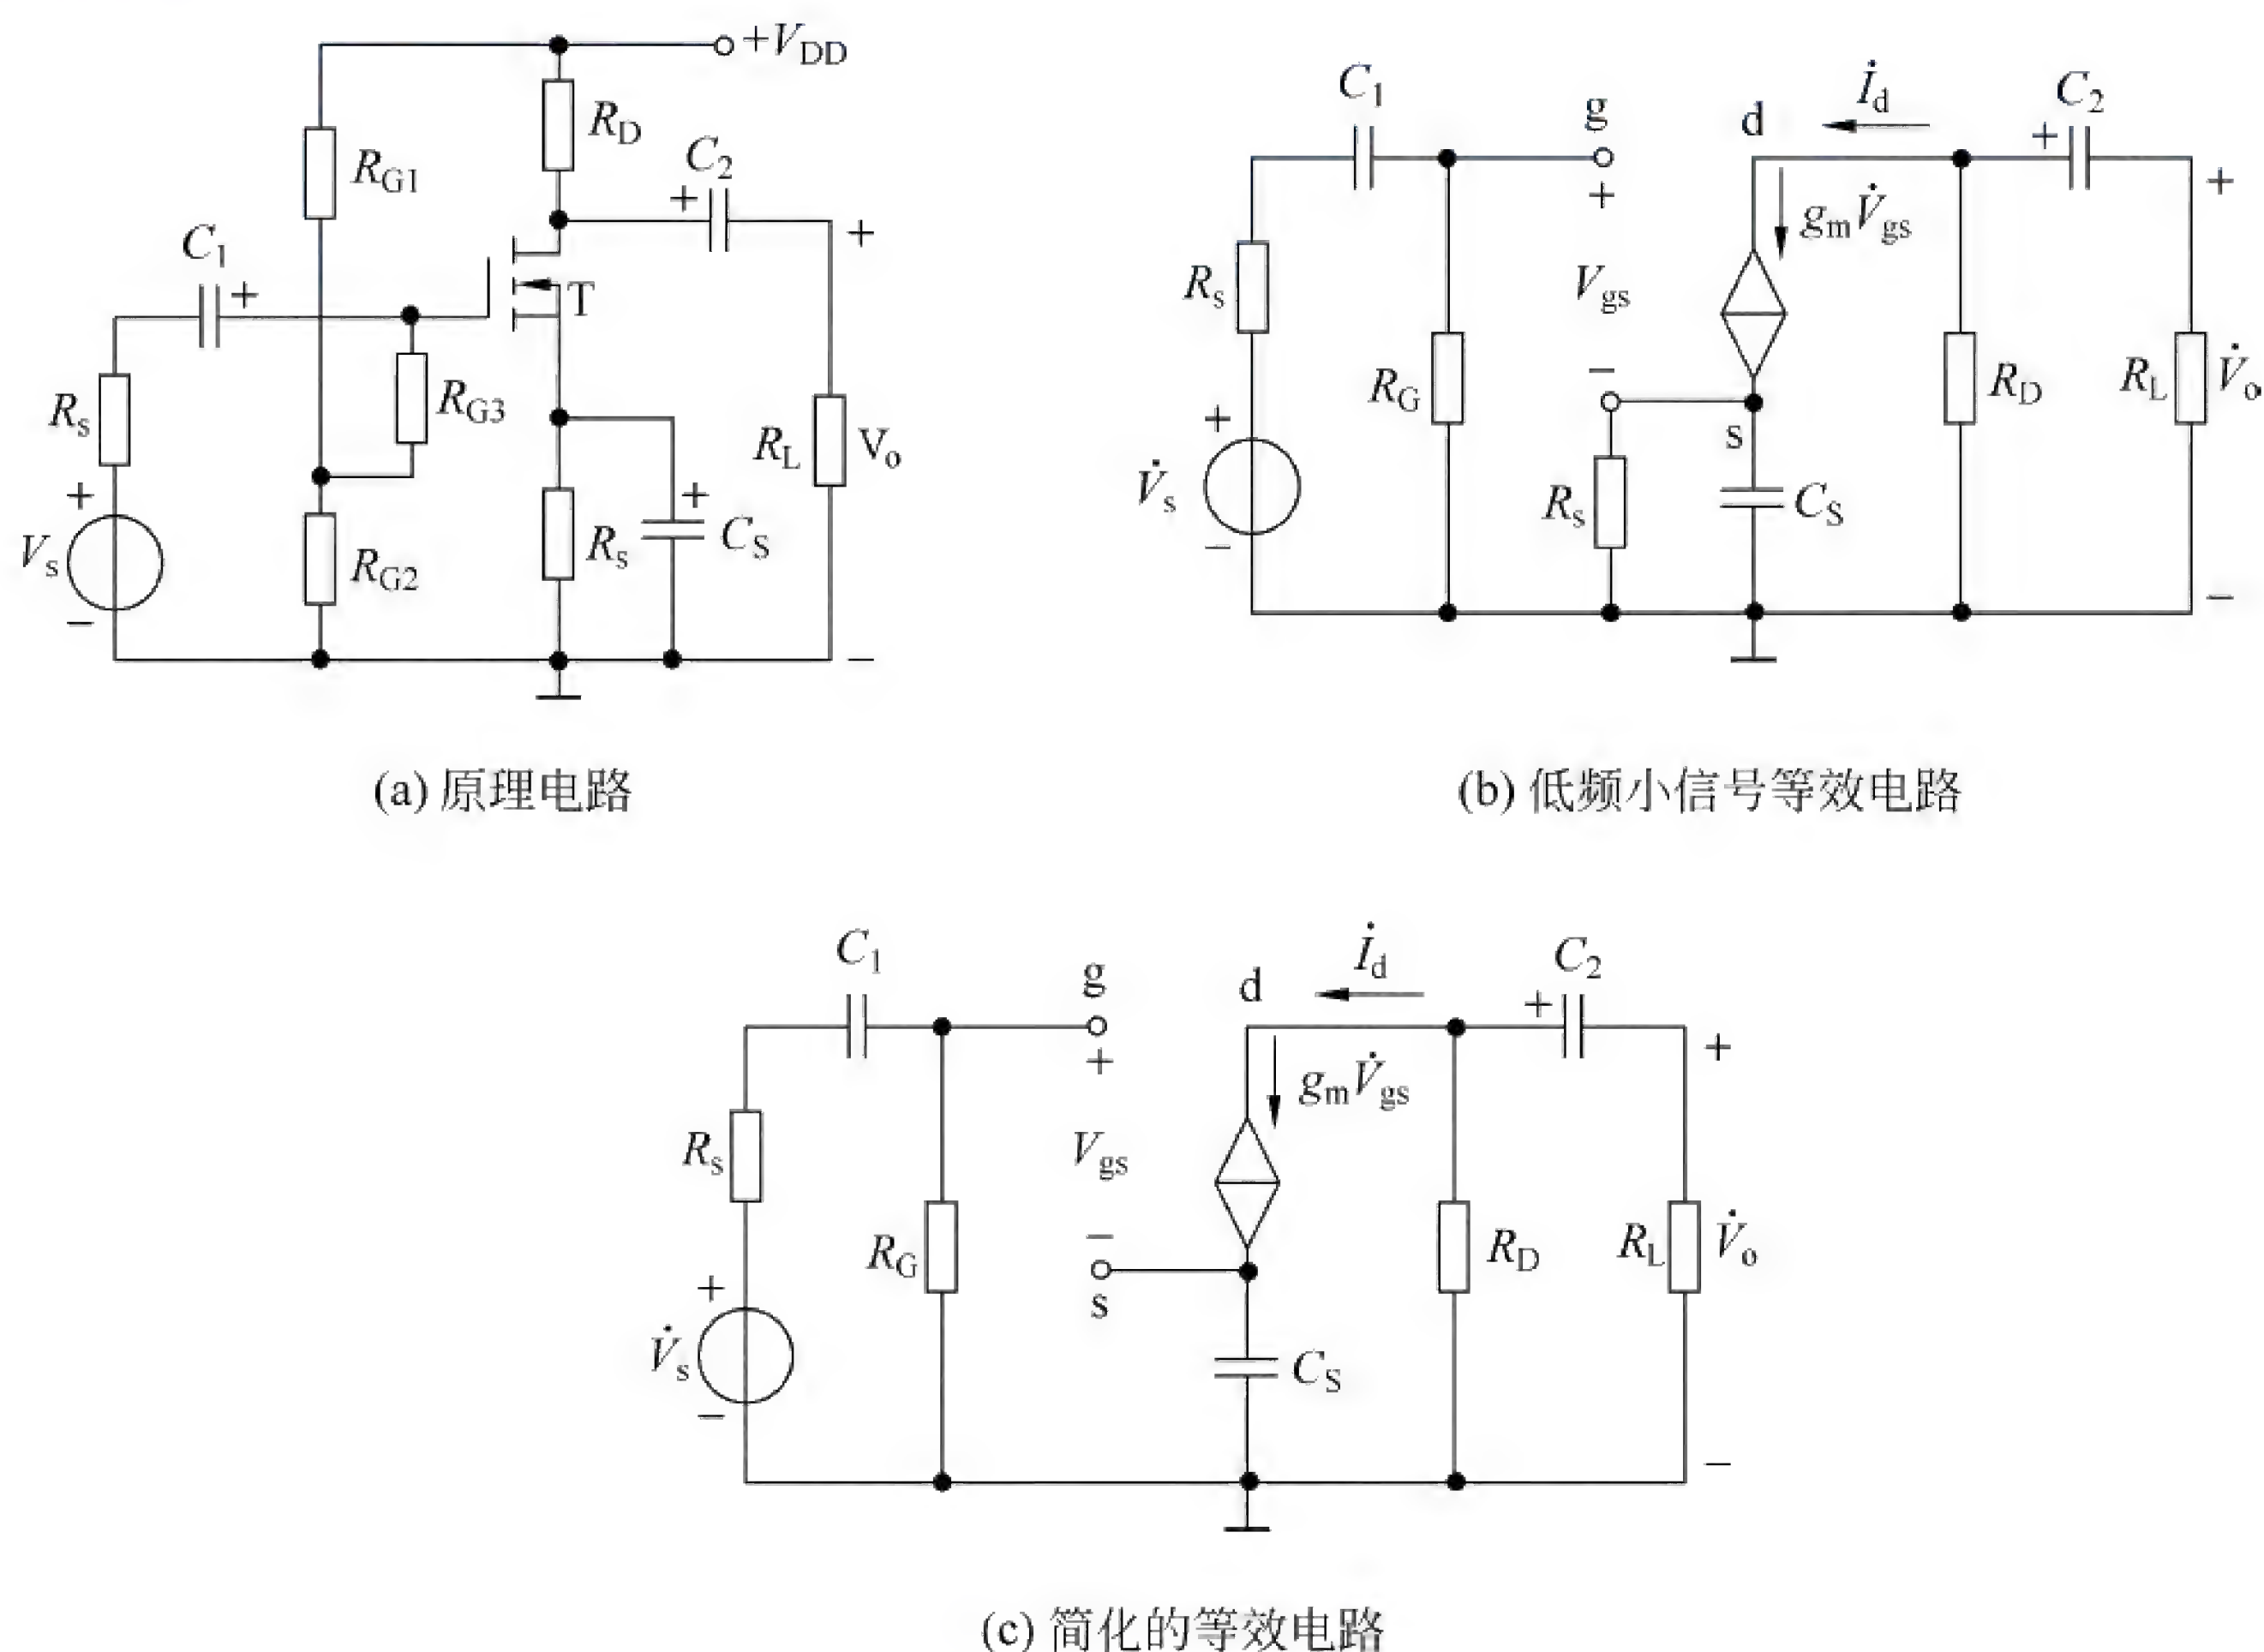 +V_DD
R_D
R_G1
C_2
+
+
C_1
+
T
R_s
R_G3
R_L
V_o
+
+
V_s
R_G2
R_s
C_S
−
−
(a) 原理电路
C_1
g
d
İ_d
C_2
+
+
+
g_m V̇_gs
R_s
V_gs
−
R_G
R_D
R_L
V̇_o
+
s
V̇_s
R_s
C_S
−
−
(b) 低频小信号等效电路
C_1
g
d
İ_d
C_2
+
+
+
g_m V̇_gs
R_s
V_gs
−
R_G
R_D
R_L
V̇_o
+
s
V̇_s
C_S
−
−
(c) 简化的等效电路